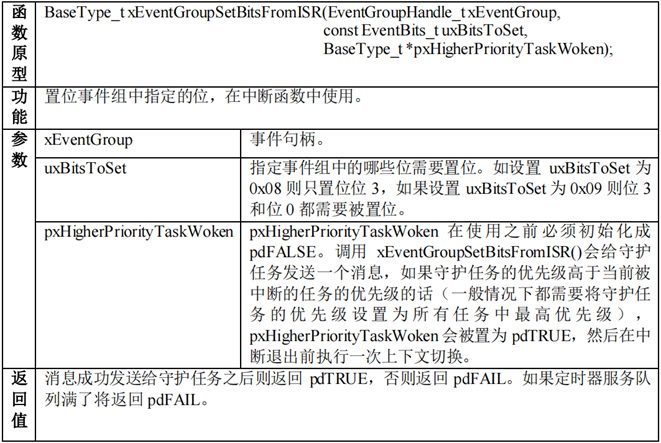 函数原型
BaseType_t xEventGroupSetBitsFromISR(EventGroupHandle_t xEventGroup,
const EventBits_t uxBitsToSet,
BaseType_t *pxHigherPriorityTaskWoken);
功能
置位事件组中指定的位，在中断函数中使用。
参数
xEventGroup
事件句柄。
uxBitsToSet
指定事件组中的哪些位需要置位。如设置 uxBitsToSet 为
0x08 则只置位位 3，如果设置 uxBitsToSet 为 0x09 则位 3
和位 0 都需要被置位。
pxHigherPriorityTaskWoken
pxHigherPriorityTaskWoken 在使用之前必须初始化成
pdFALSE。调用 xEventGroupSetBitsFromISR()会给守护
任务发送一个消息，如果守护任务的优先级高于当前被
中断的任务的优先级的话（一般情况下都需要将守护任
务的优先级设置为所有任务中最高优先级），
pxHigherPriorityTaskWoken 会被置为 pdTRUE，然后在中
断退出前执行一次上下文切换。
返回值
消息成功发送给守护任务之后则返回 pdTRUE，否则返回 pdFAIL。如果定时器服务队
列满了将返回 pdFAIL。